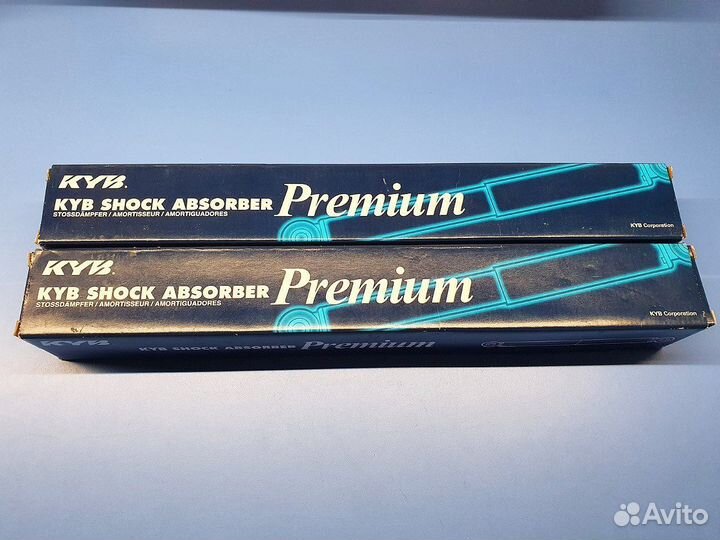 KYB.
KYB SHOCK ABSORBER Premium
STOSSDÄMPFER / AMORTISSEUR / AMORTIGUADORES
KYB Corporation
KYB.
KYB SHOCK ABSORBER Premium
STOSSDÄMPFER / AMORTISSEUR / AMORTIGUADORES
KYB Corporation
KYB
KYB SHOCK ABSORBER Premium
Avito